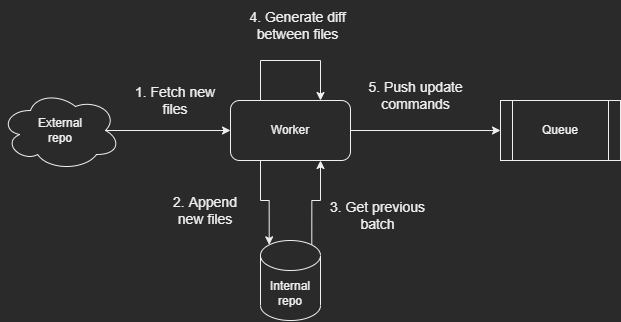 4. Generate diff
between files
1. Fetch new
files
5. Push update
commands
External
repo
Worker
Queue
2. Append
new files
3. Get previous
batch
Internal
repo